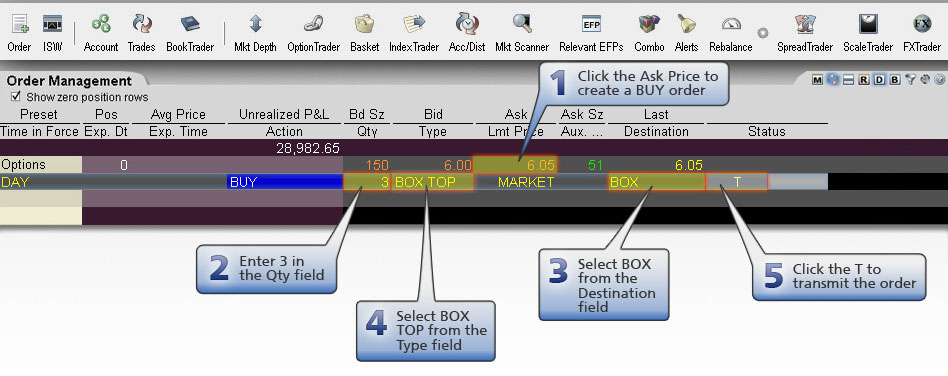 Order ISW Account Trades BookTrader Mkt Depth OptionTrader Basket IndexTrader Acc/Dist Mkt Scanner EFP Relevant EFPs Combo Alerts Rebalance SpreadTrader ScaleTrader FX FXTrader
Order Management
M R D B
Show zero position rows
Preset Pos Avg Price Unrealized P&L Bd Sz Bid Ask Ask Sz Last
Time in Force Exp. Dt Exp. Time Action Qty Type Lmt Price Aux. ... Destination Status
28,982.65
Options 0 150 6.00 6.05 51 6.05
DAY BUY 3 BOX TOP MARKET BOX T
1 Click the Ask Price to
create a BUY order
2 Enter 3 in
the Qty field
3 Select BOX
from the
Destination
field
4 Select BOX
TOP from the
Type field
5 Click the T to
transmit the order